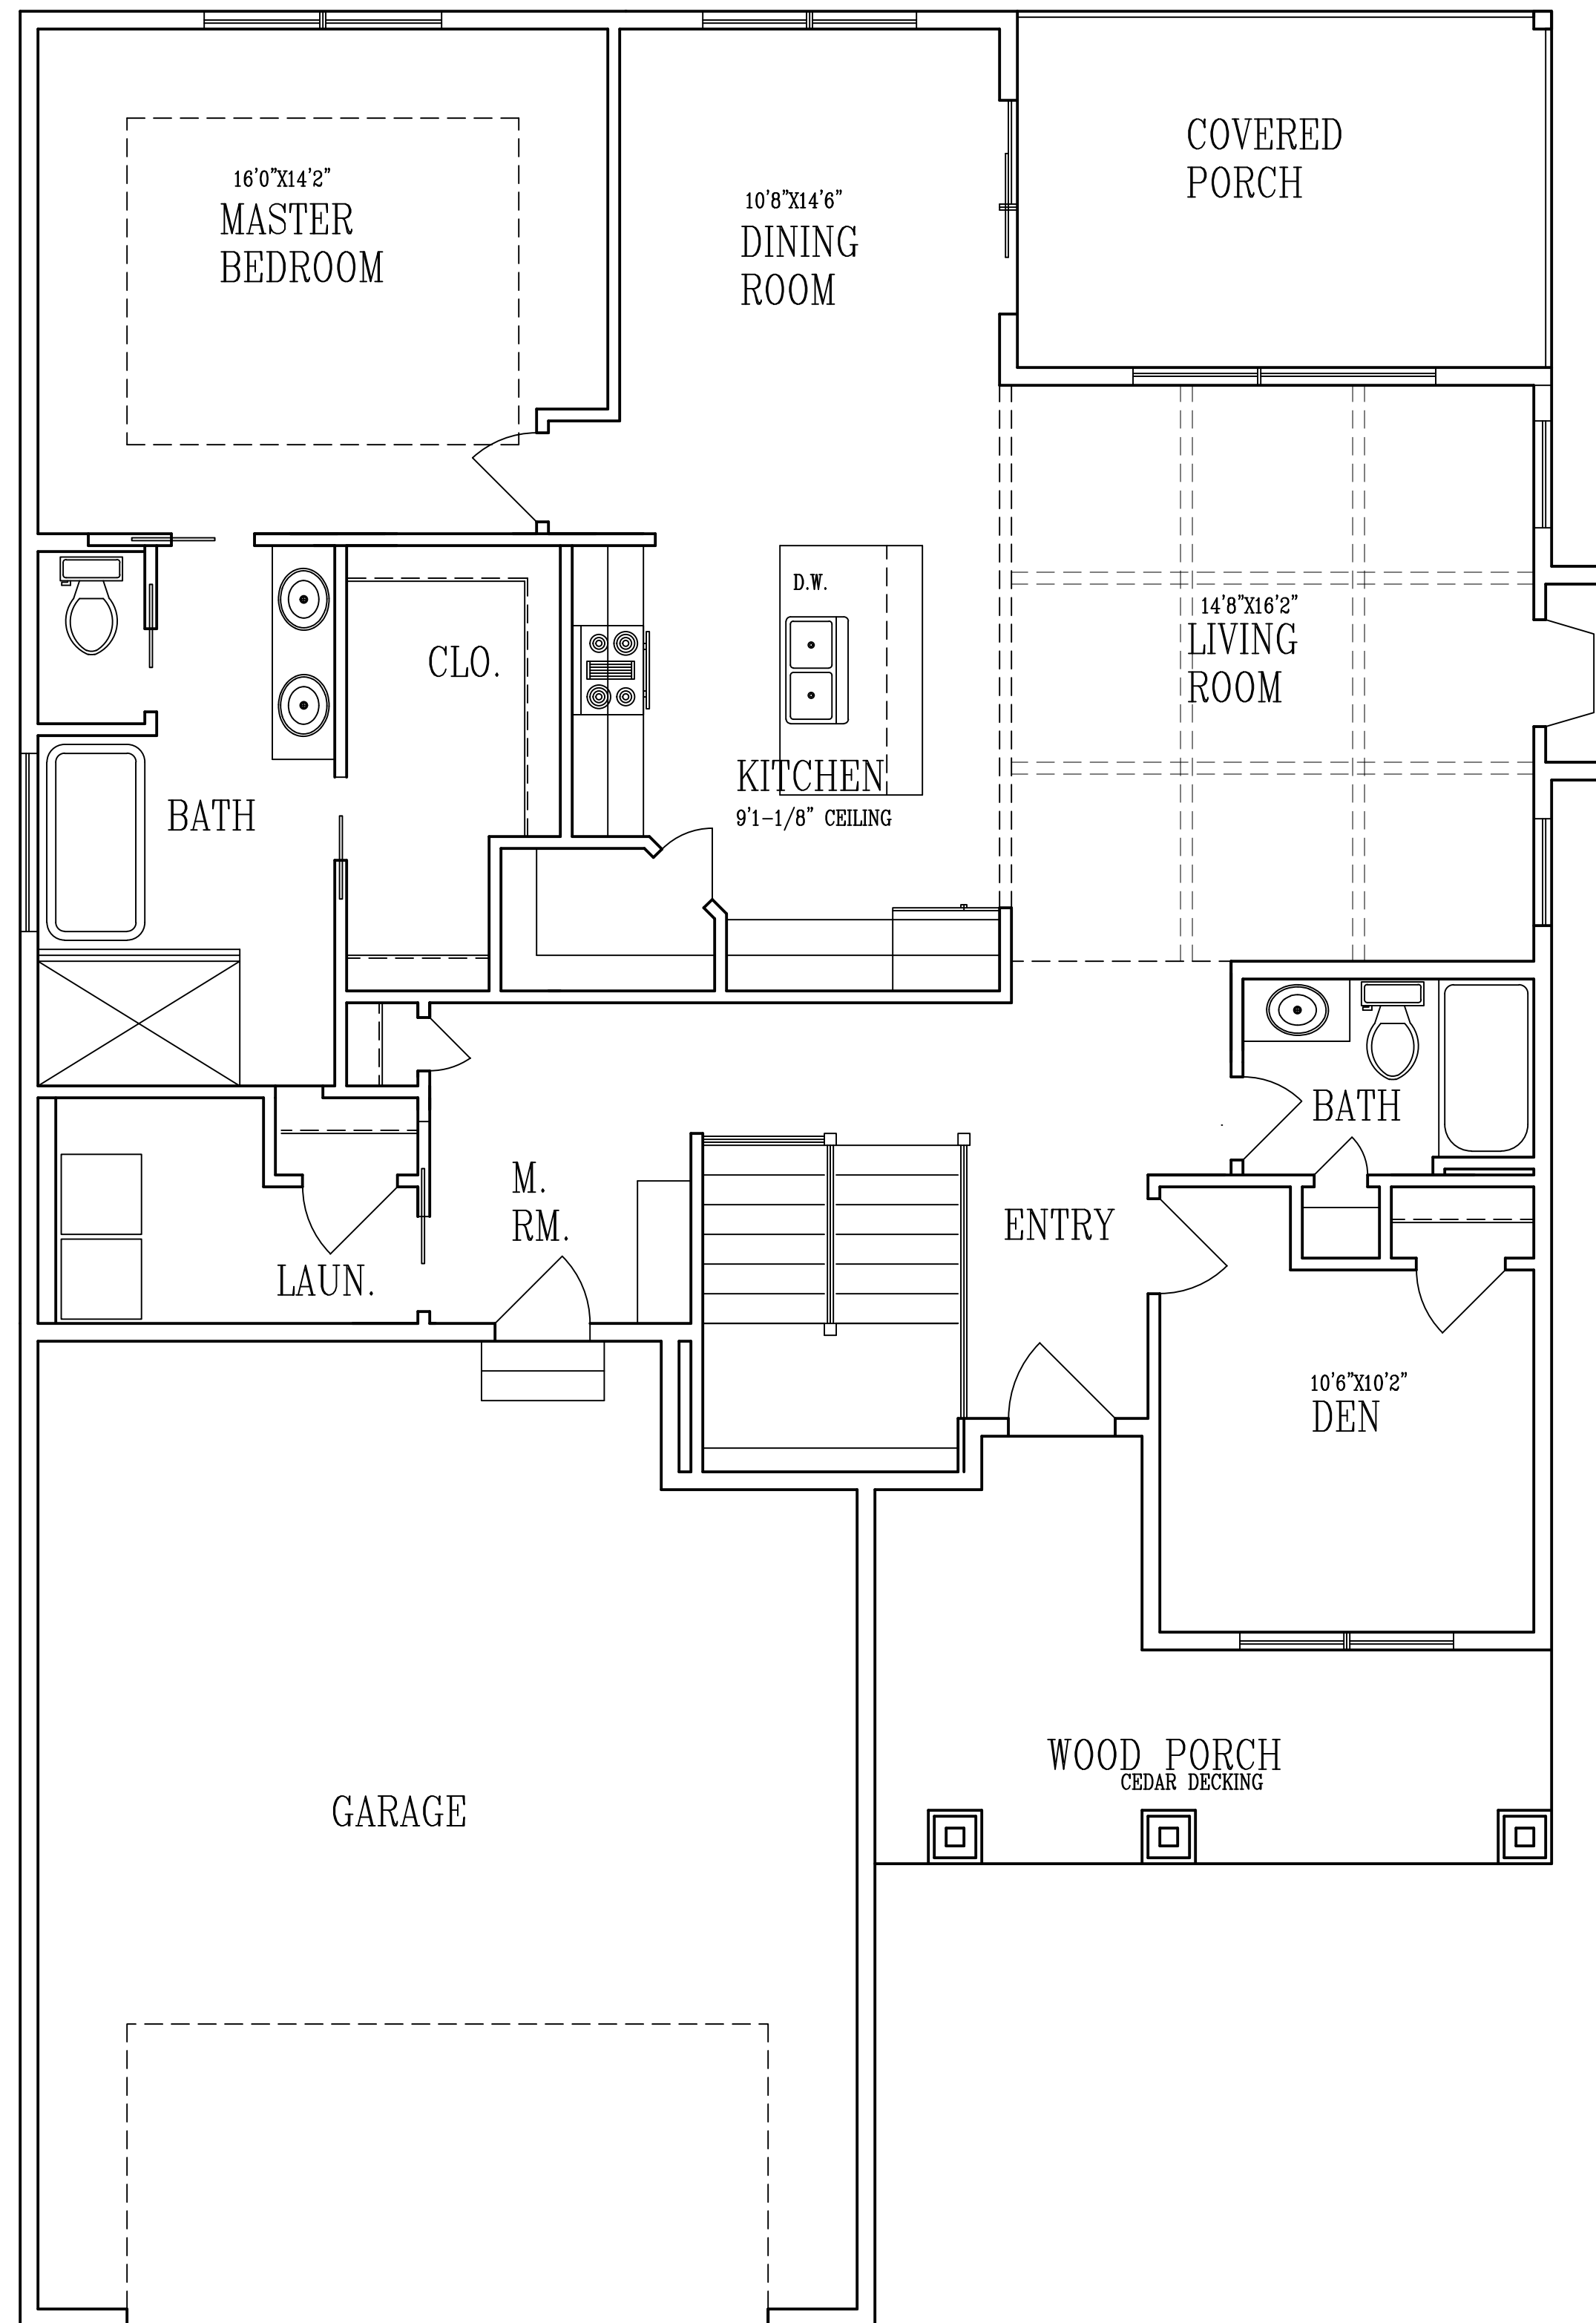 COVERED
PORCH
16'0"X14'2"
MASTER
BEDROOM
10'8"X14'6"
DINING
ROOM
D.W.
14'8"X16'2"
LIVING
ROOM
CLO.
KITCHEN
9'1-1/8" CEILING
BATH
BATH
M.
RM.
ENTRY
LAUN.
10'6"X10'2"
DEN
WOOD PORCH
CEDAR DECKING
GARAGE